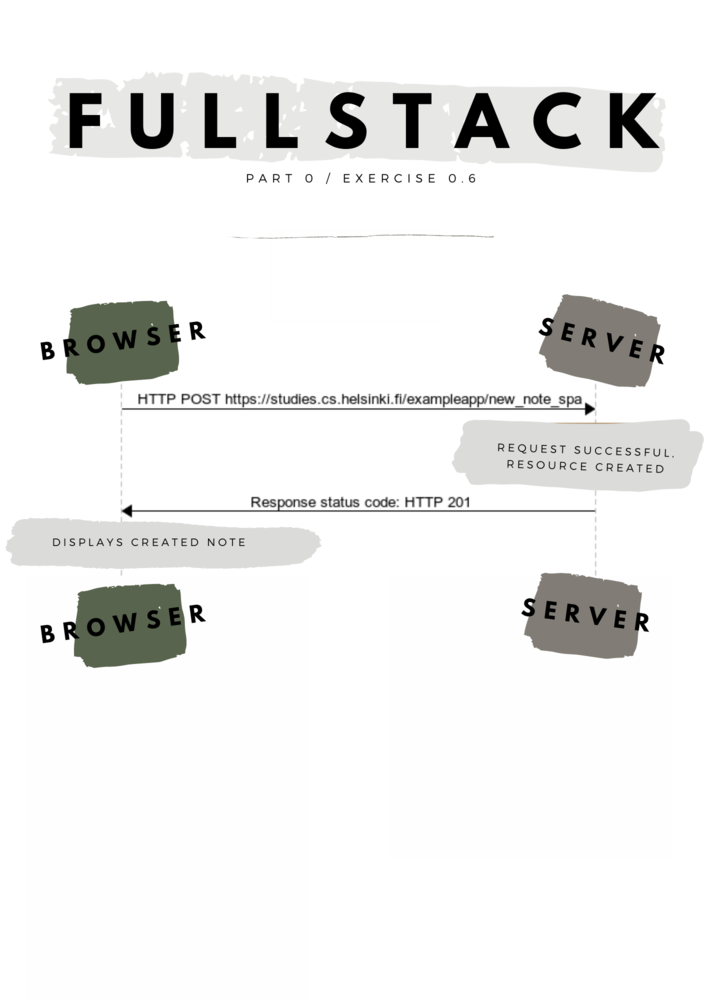 FULLSTACK
PART 0 / EXERCISE 0.6
BROWSER
SERVER
HTTP POST https://studies.cs.helsinki.fi/exampleapp/new_note_spa
REQUEST SUCCESSFUL,
RESOURCE CREATED
Response status code: HTTP 201
DISPLAYS CREATED NOTE
BROWSER
SERVER